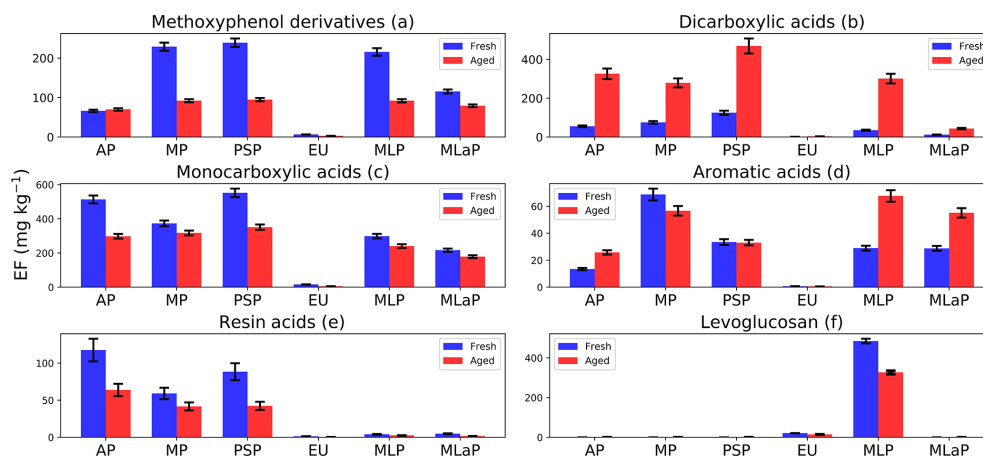 Methoxyphenol derivatives (a)
Fresh
Aged
200
100
0
AP MP PSP EU MLP MLaP
Dicarboxylic acids (b)
Fresh
Aged
400
200
0
AP MP PSP EU MLP MLaP
EF (mg kg⁻¹)
Monocarboxylic acids (c)
Fresh
Aged
600
400
200
0
AP MP PSP EU MLP MLaP
Aromatic acids (d)
Fresh
Aged
60
40
20
0
AP MP PSP EU MLP MLaP
Resin acids (e)
Fresh
Aged
100
50
0
AP MP PSP EU MLP MLaP
Levoglucosan (f)
Fresh
Aged
400
200
0
AP MP PSP EU MLP MLaP